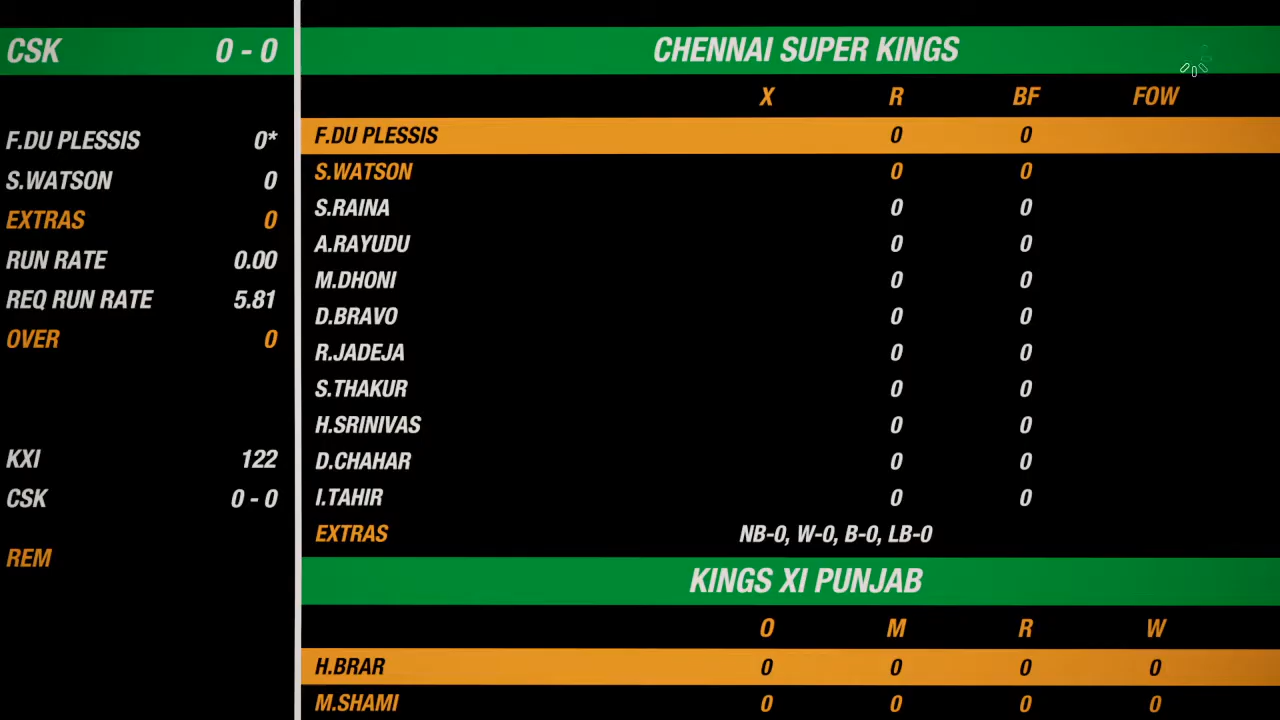 CSK 0 - 0
F.DU PLESSIS 0*
S.WATSON 0
EXTRAS 0
RUN RATE 0.00
REQ RUN RATE 5.81
OVER 0
KXI 122
CSK 0 - 0
REM
CHENNAI SUPER KINGS
X R BF FOW
F.DU PLESSIS 0 0
S.WATSON 0 0
S.RAINA 0 0
A.RAYUDU 0 0
M.DHONI 0 0
D.BRAVO 0 0
R.JADEJA 0 0
S.THAKUR 0 0
H.SRINIVAS 0 0
D.CHAHAR 0 0
I.TAHIR 0 0
EXTRAS NB-0, W-0, B-0, LB-0
KINGS XI PUNJAB
O M R W
H.BRAR 0 0 0 0
M.SHAMI 0 0 0 0